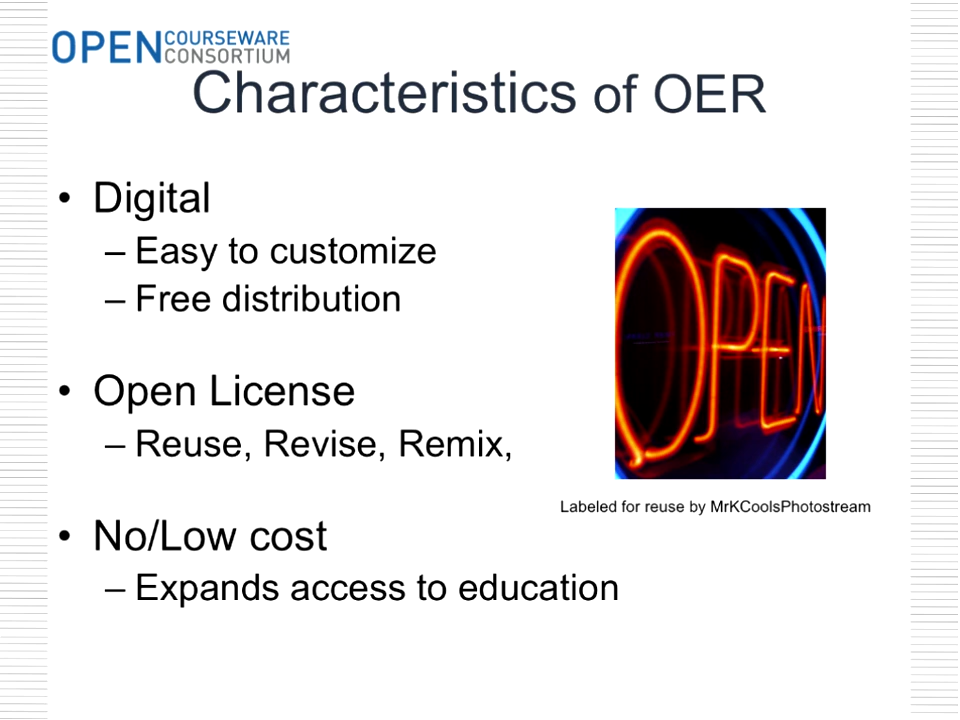 OPEN COURSEWARE
CONSORTIUM
Characteristics of OER
• Digital
– Easy to customize
– Free distribution
OPEN
• Open License
– Reuse, Revise, Remix,
Labeled for reuse by MrKCoolsPhotostream
• No/Low cost
– Expands access to education